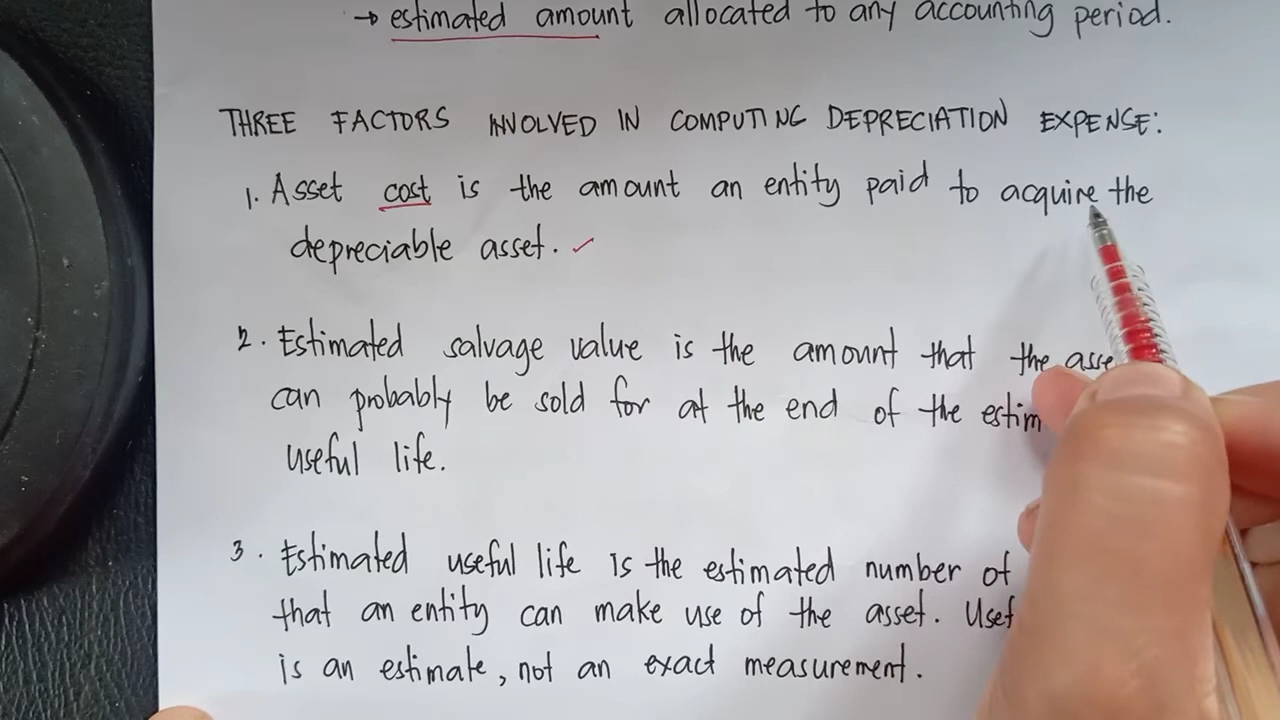 → estimated amount allocated to any accounting period.
THREE FACTORS INVOLVED IN COMPUTING DEPRECIATION EXPENSE:
1. Asset cost is the amount an entity paid to acquire the
depreciable asset. ✓
2. Estimated salvage value is the amount that the
can probably be sold for at the end of the
useful life.
3. Estimated useful life is the estimated number of
that an entity can make use of the asset.
is an estimate, not an exact measurement.